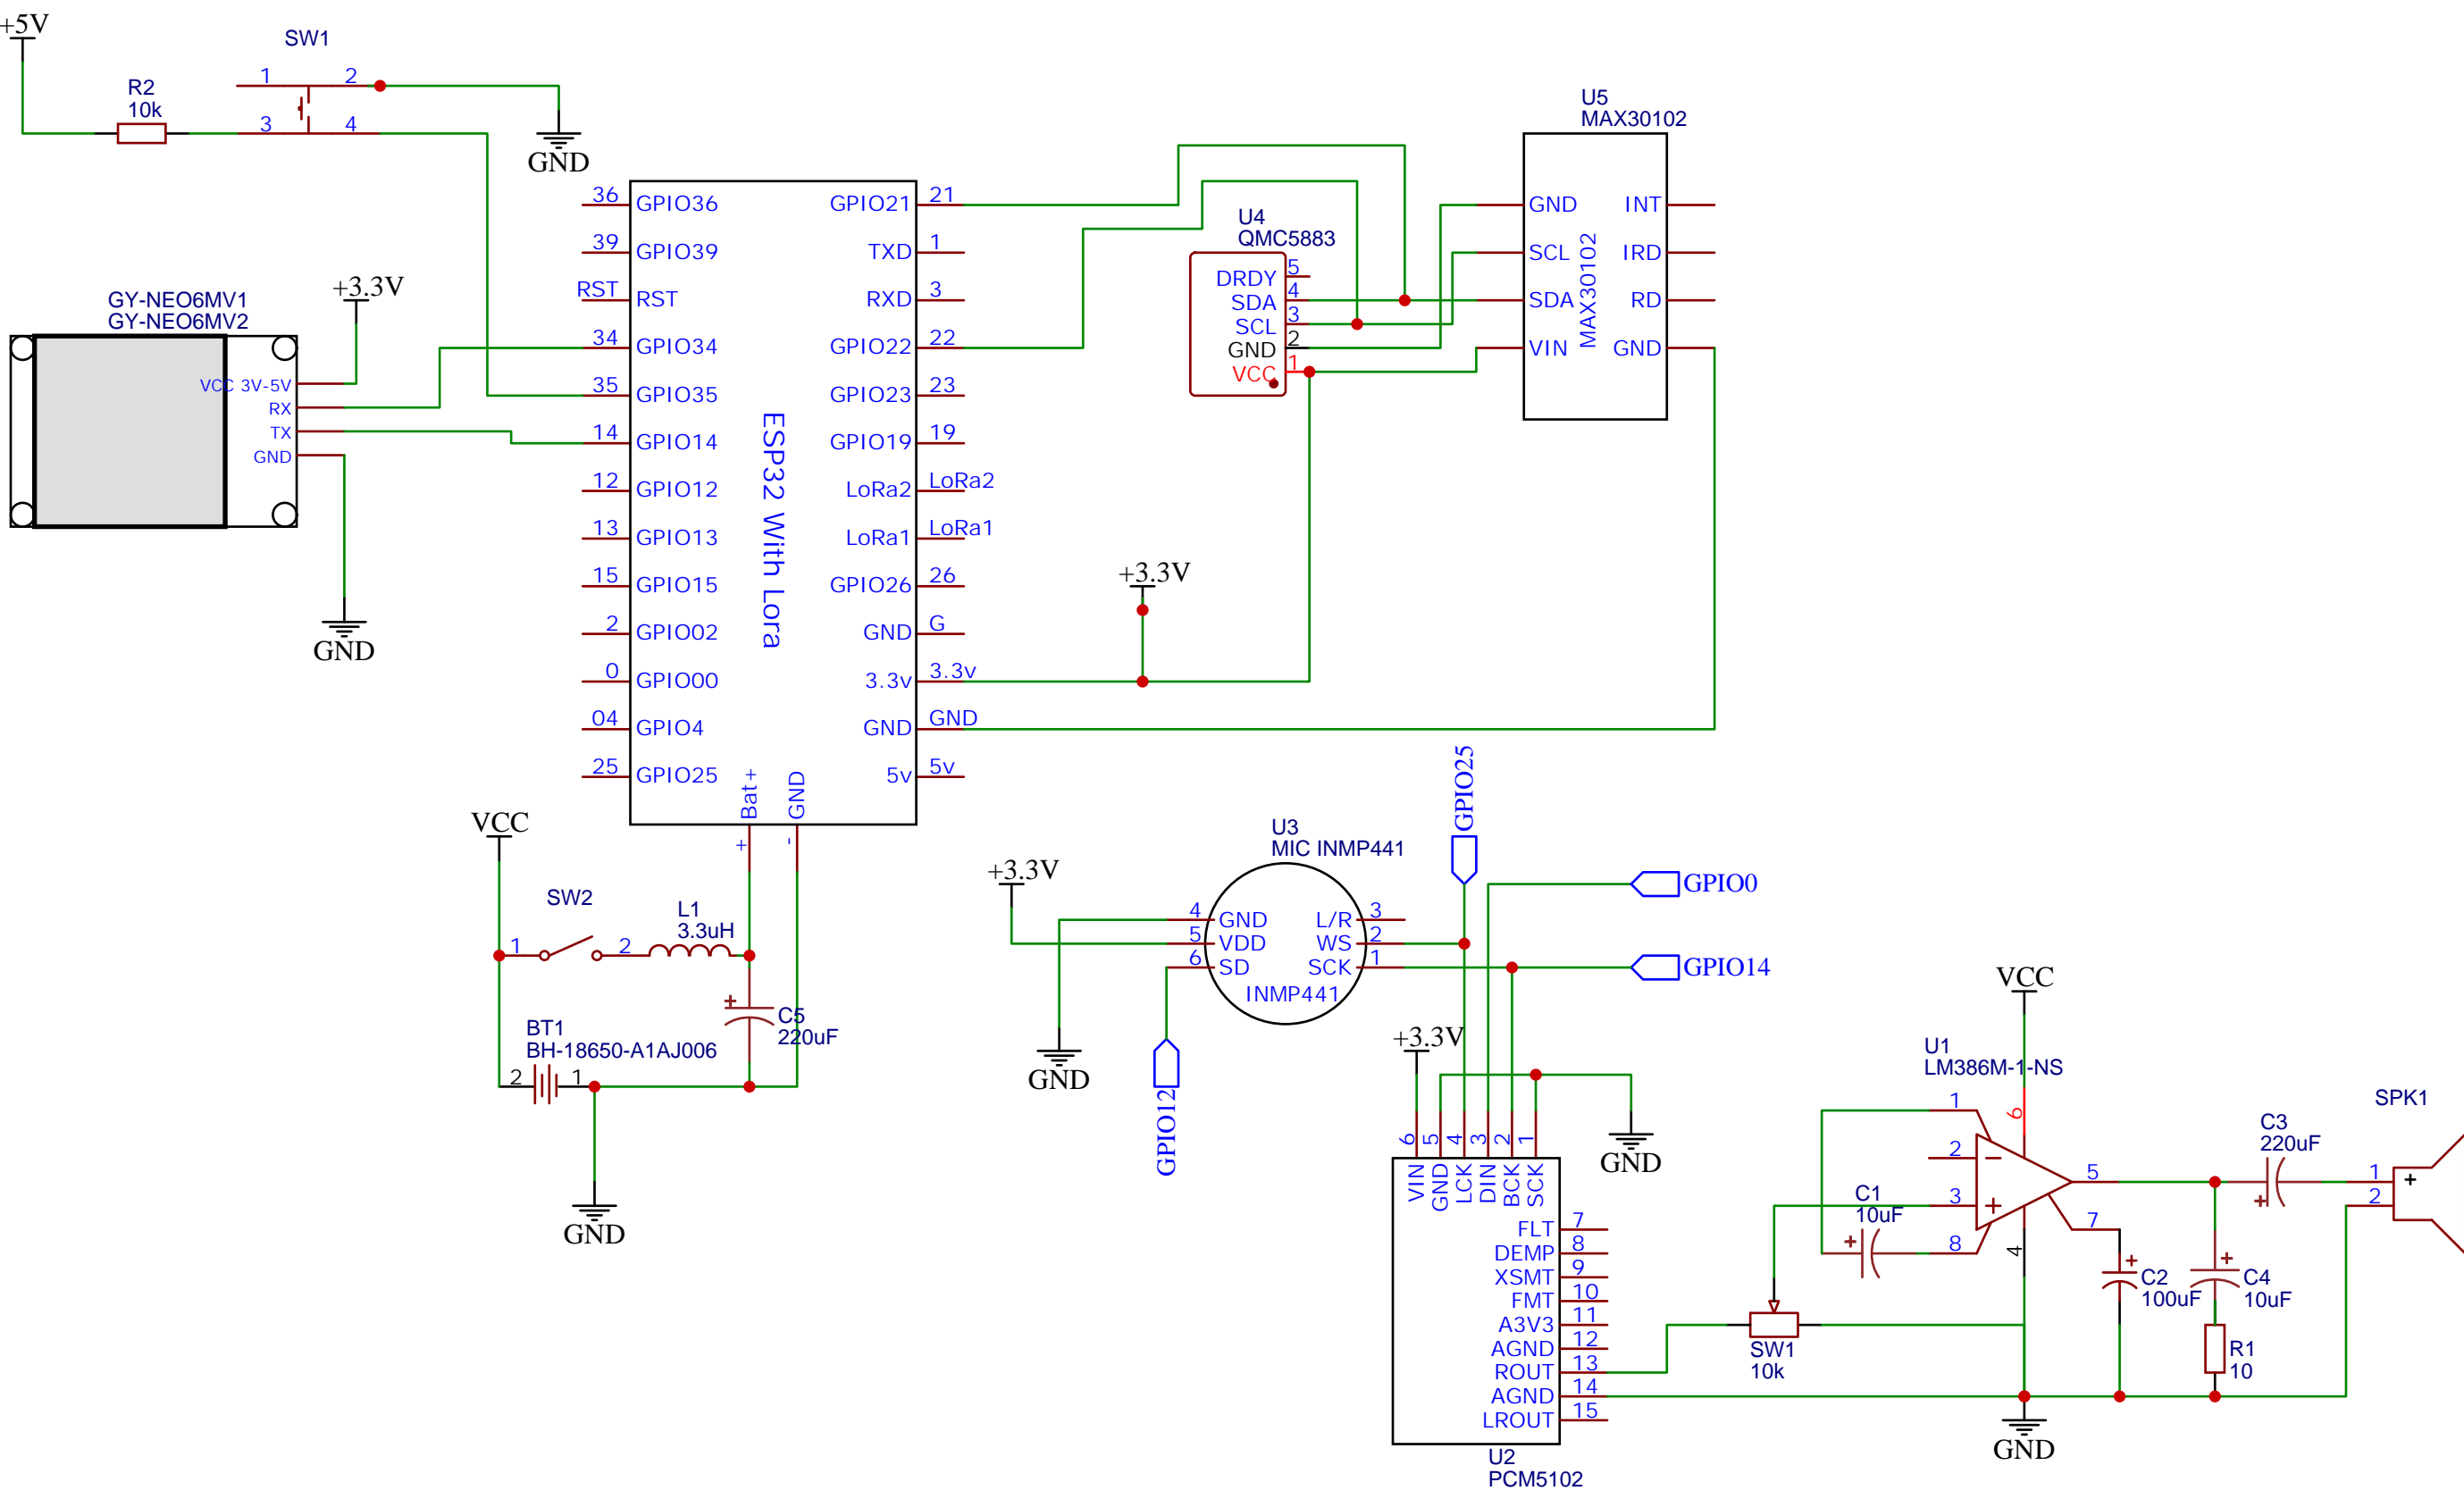 +5V
SW1
1 2
R2
10k
3 4
GND
GY-NEO6MV1
GY-NEO6MV2
+3.3V
VCC 3V-5V
RX
TX
GND
GND
36 GPIO36
39 GPIO39
RST RST
34 GPIO34
35 GPIO35
14 GPIO14
12 GPIO12
13 GPIO13
15 GPIO15
2 GPIO02
0 GPIO00
04 GPIO4
25 GPIO25
ESP32 With Lora
GPIO21 21
TXD 1
RXD 3
GPIO22 22
GPIO23 23
GPIO19 19
LoRa2 LoRa2
LoRa1 LoRa1
GPIO26 26
GND G
3.3v 3.3v
GND GND
5v 5v
Bat+
GND
+ -
+3.3V
U4
QMC5883
DRDY 5
SDA 4
SCL 3
GND 2
VCC 1
U5
MAX30102
GND INT
SCL IRD
SDA RD
VIN GND
MAX30102
VCC
SW2
1 2
L1
3.3uH
+
C5
220uF
BT1
BH-18650-A1AJ006
2 1
GND
+3.3V
U3
MIC INMP441
4 GND L/R 3
5 VDD WS 2
6 SD SCK 1
INMP441
GND
GPIO12
GPIO25
GPIO0
GPIO14
+3.3V
GND
6 5 4 3 2 1
VIN GND LCK DIN BCK SCK
FLT 7
DEMP 8
XSMT 9
FMT 10
A3V3 11
AGND 12
ROUT 13
AGND 14
LROUT 15
U2
PCM5102
SW1
10k
VCC
U1
LM386M-1-NS
1
6
2
3
5
7
8
4
C1
10uF
+
C2
100uF
+
C3
220uF
+
C4
10uF
+
R1
10
GND
SPK1
1 +
2